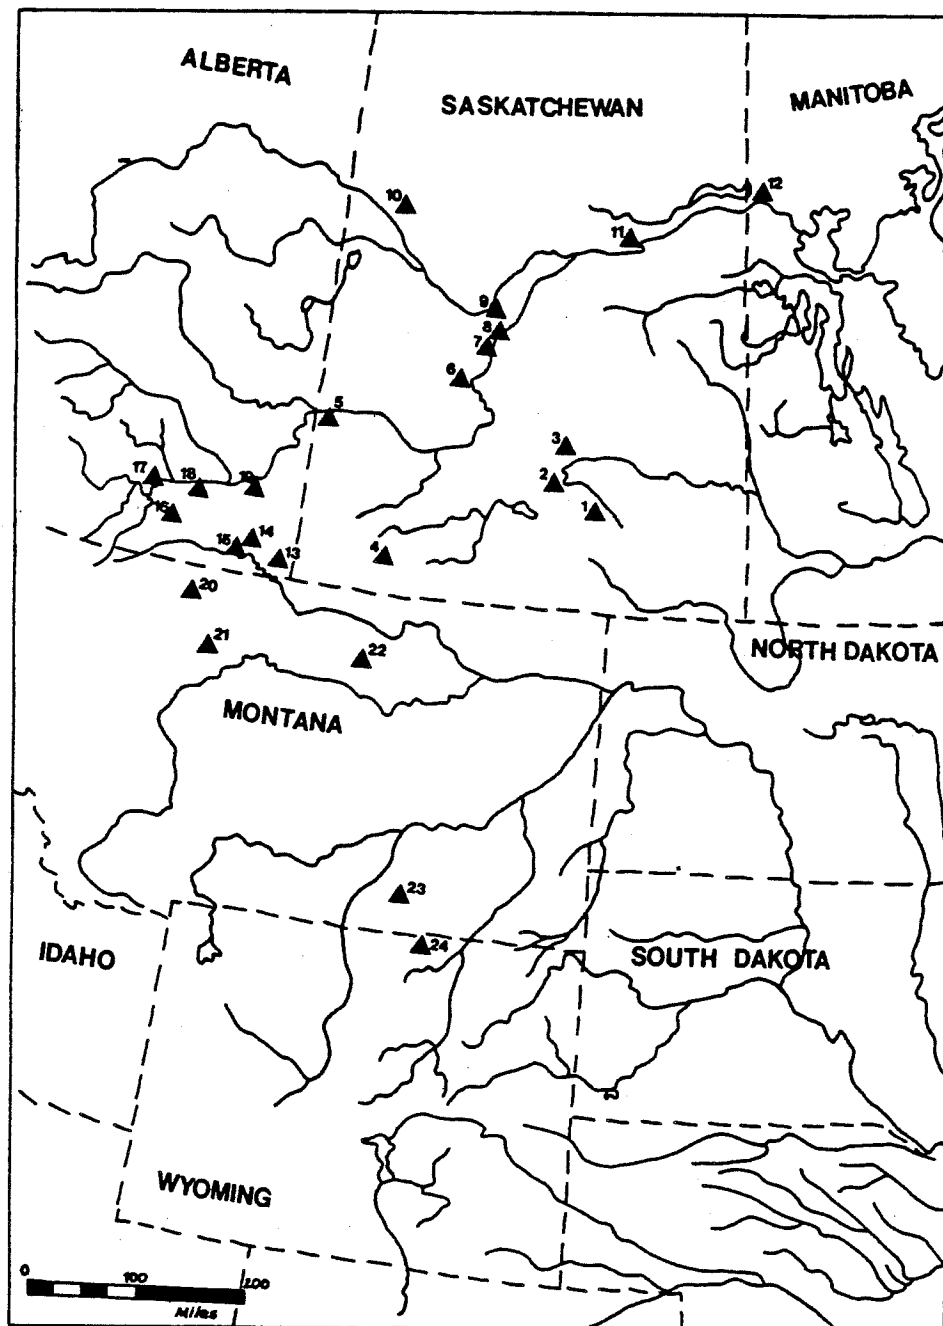 ALBERTA
SASKATCHEWAN
MANITOBA
10
12
11
9
8
7
6
5
3
2
1
17
18
19
16
15
14
13
4
20
21
22
NORTH DAKOTA
MONTANA
23
24
IDAHO
SOUTH DAKOTA
WYOMING
0 100 200
Miles